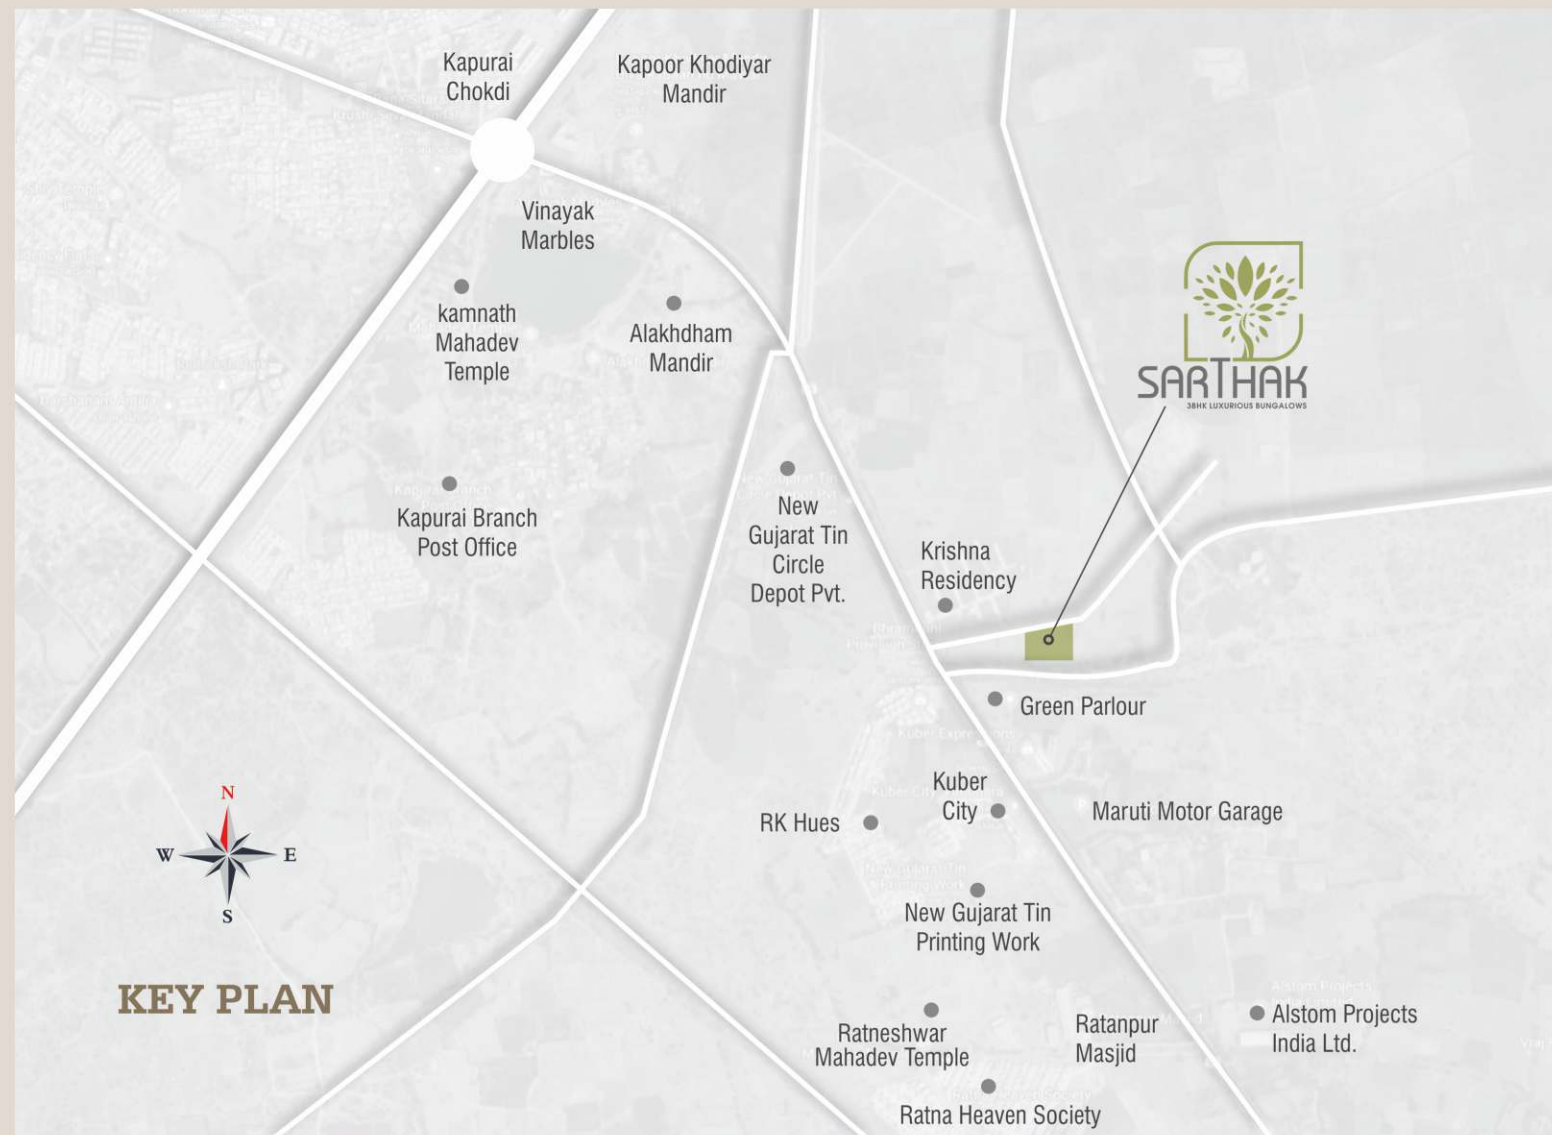 Kapurai
Chokdi
Kapoor Khodiyar
Mandir
Vinayak
Marbles
kamnath
Mahadev
Temple
Alakhdham
Mandir
SARTHAK
3BHK LUXURIOUS BUNGALOWS
Kapurai Branch
Post Office
New
Gujarat Tin
Circle
Depot Pvt.
Krishna
Residency
Green Parlour
Kuber
City
RK Hues
Maruti Motor Garage
N
W
E
S
New Gujarat Tin
Printing Work
KEY PLAN
Ratneshwar
Mahadev Temple
Ratanpur
Masjid
Alstom Projects
India Ltd.
Ratna Heaven Society